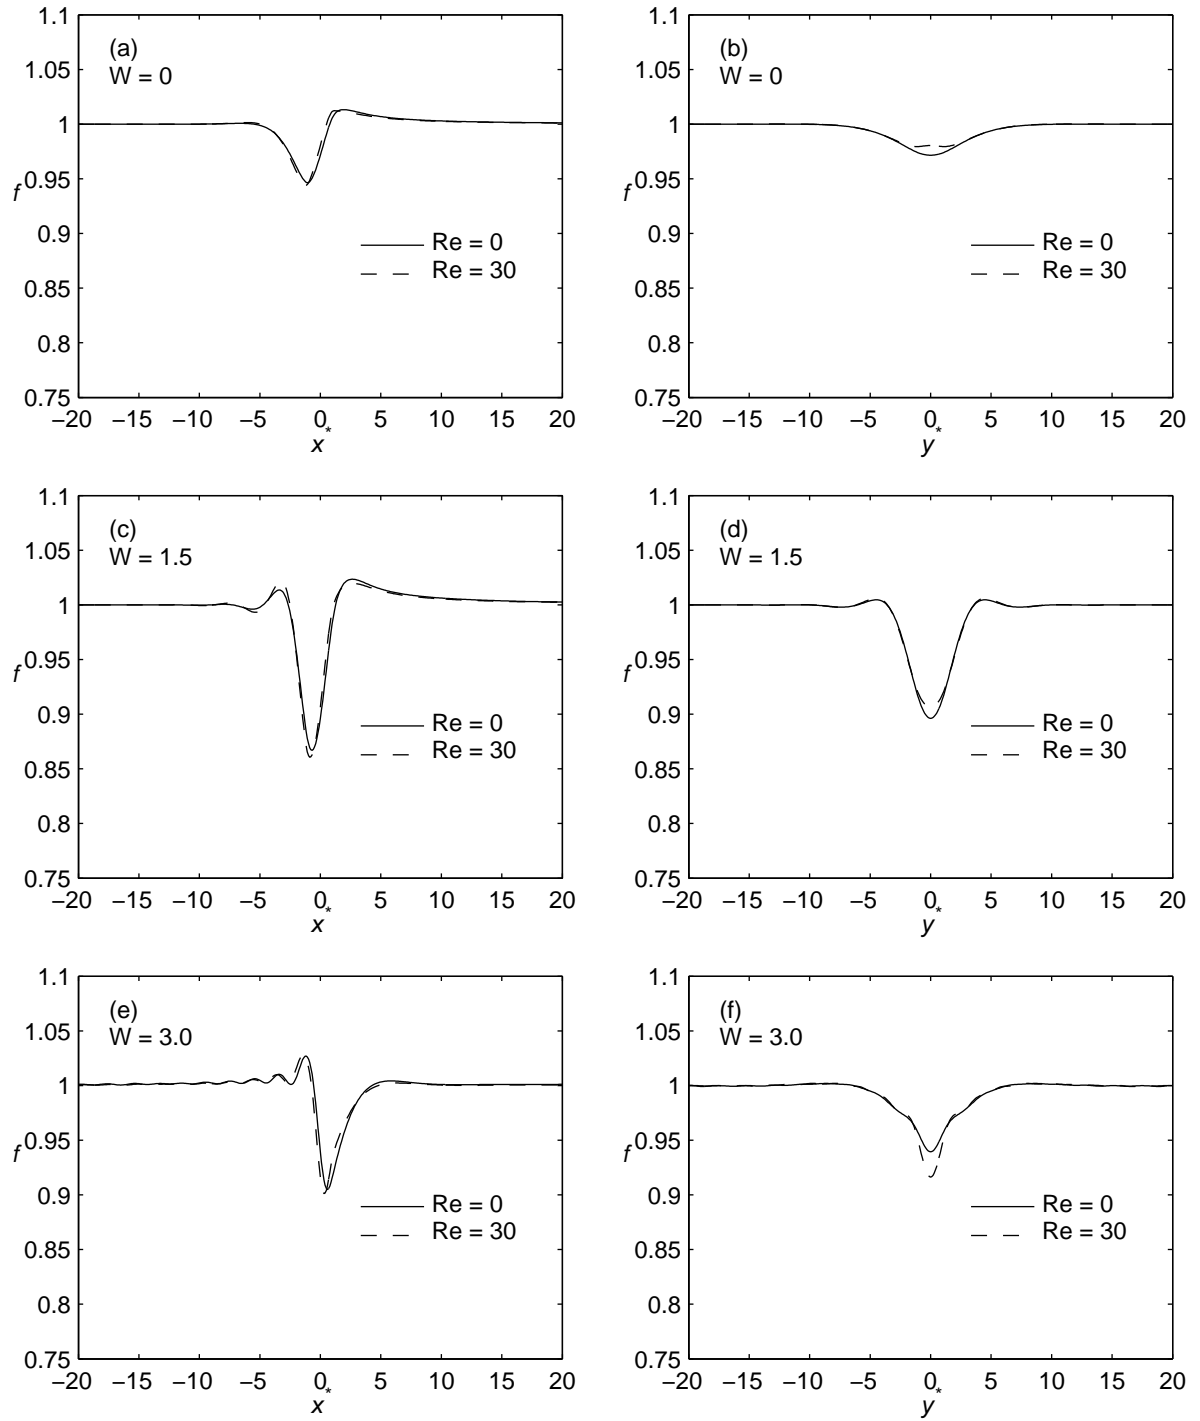 (a)
W = 0
1.1
1.05
1
0.95
f
0.9
0.85
0.8
0.75
Re = 0
Re = 30
−20 −15 −10 −5 0 5 10 15 20
x*
(b)
W = 0
1.1
1.05
1
0.95
f
0.9
0.85
0.8
0.75
Re = 0
Re = 30
−20 −15 −10 −5 0 5 10 15 20
y*
(c)
W = 1.5
1.1
1.05
1
0.95
f
0.9
0.85
0.8
0.75
Re = 0
Re = 30
−20 −15 −10 −5 0 5 10 15 20
x*
(d)
W = 1.5
1.1
1.05
1
0.95
f
0.9
0.85
0.8
0.75
Re = 0
Re = 30
−20 −15 −10 −5 0 5 10 15 20
y*
(e)
W = 3.0
1.1
1.05
1
0.95
f
0.9
0.85
0.8
0.75
Re = 0
Re = 30
−20 −15 −10 −5 0 5 10 15 20
x*
(f)
W = 3.0
1.1
1.05
1
0.95
f
0.9
0.85
0.8
0.75
Re = 0
Re = 30
−20 −15 −10 −5 0 5 10 15 20
y*